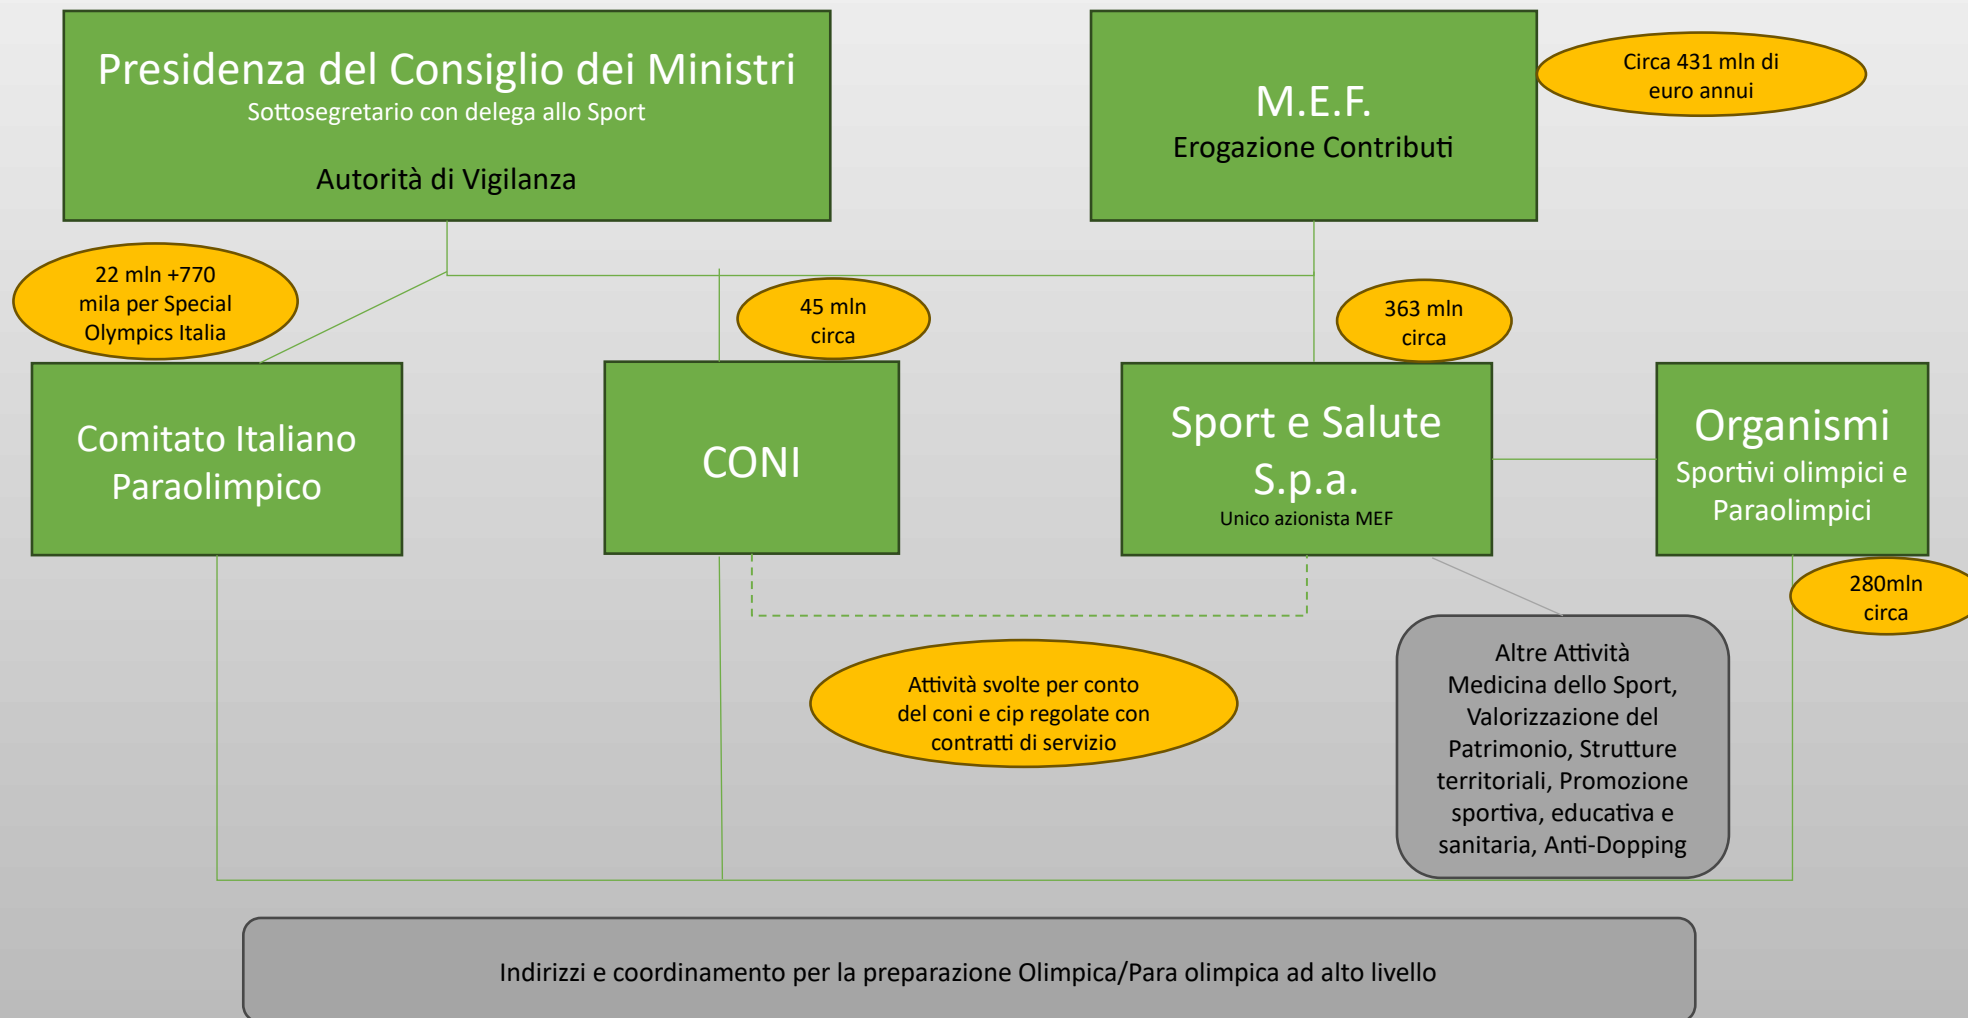 Presidenza del Consiglio dei Ministri
Sottosegretario con delega allo Sport
Autorità di Vigilanza
M.E.F.
Erogazione Contributi
Circa 431 mln di
euro annui
22 mln +770
mila per Special
Olympics Italia
45 mln
circa
363 mln
circa
Comitato Italiano
Paraolimpico
CONI
Sport e Salute
S.p.a.
Unico azionista MEF
Organismi
Sportivi olimpici e
Paraolimpici
280mln
circa
Attività svolte per conto
del coni e cip regolate con
contratti di servizio
Altre Attività
Medicina dello Sport,
Valorizzazione del
Patrimonio, Strutture
territoriali, Promozione
sportiva, educativa e
sanitaria, Anti-Dopping
Indirizzi e coordinamento per la preparazione Olimpica/Para olimpica ad alto livello